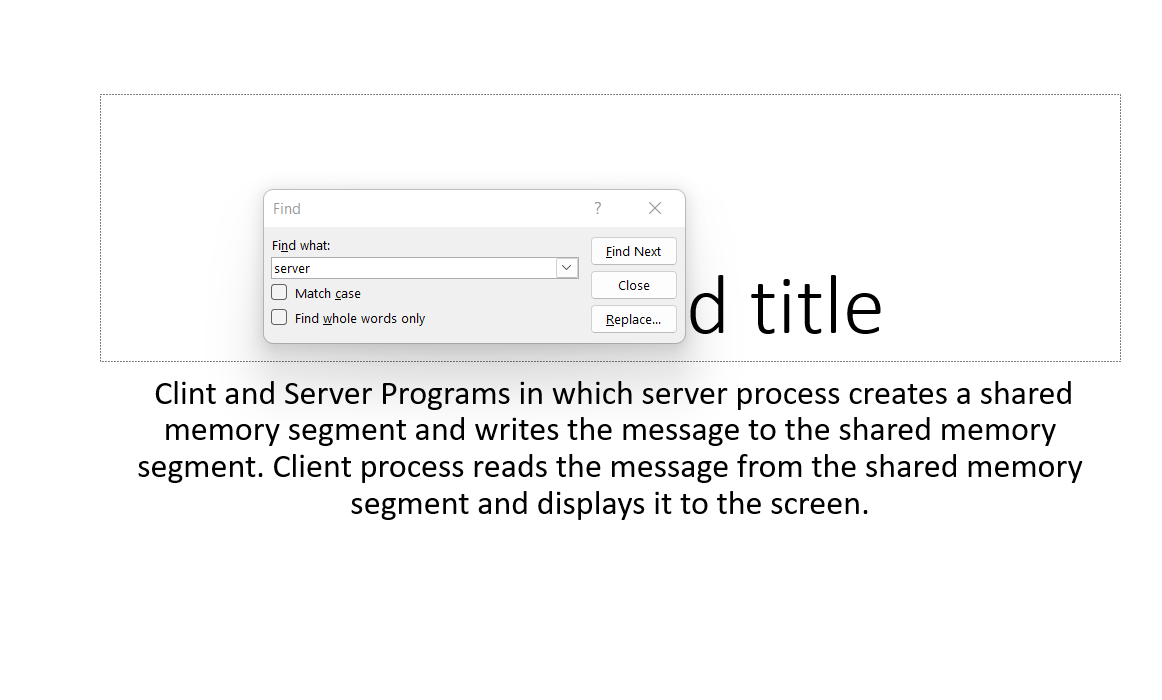 Find ?
Find what:
Find Next
server
Close
Match case
Find whole words only
Replace...
d title
Clint and Server Programs in which server process creates a shared
memory segment and writes the message to the shared memory
segment. Client process reads the message from the shared memory
segment and displays it to the screen.